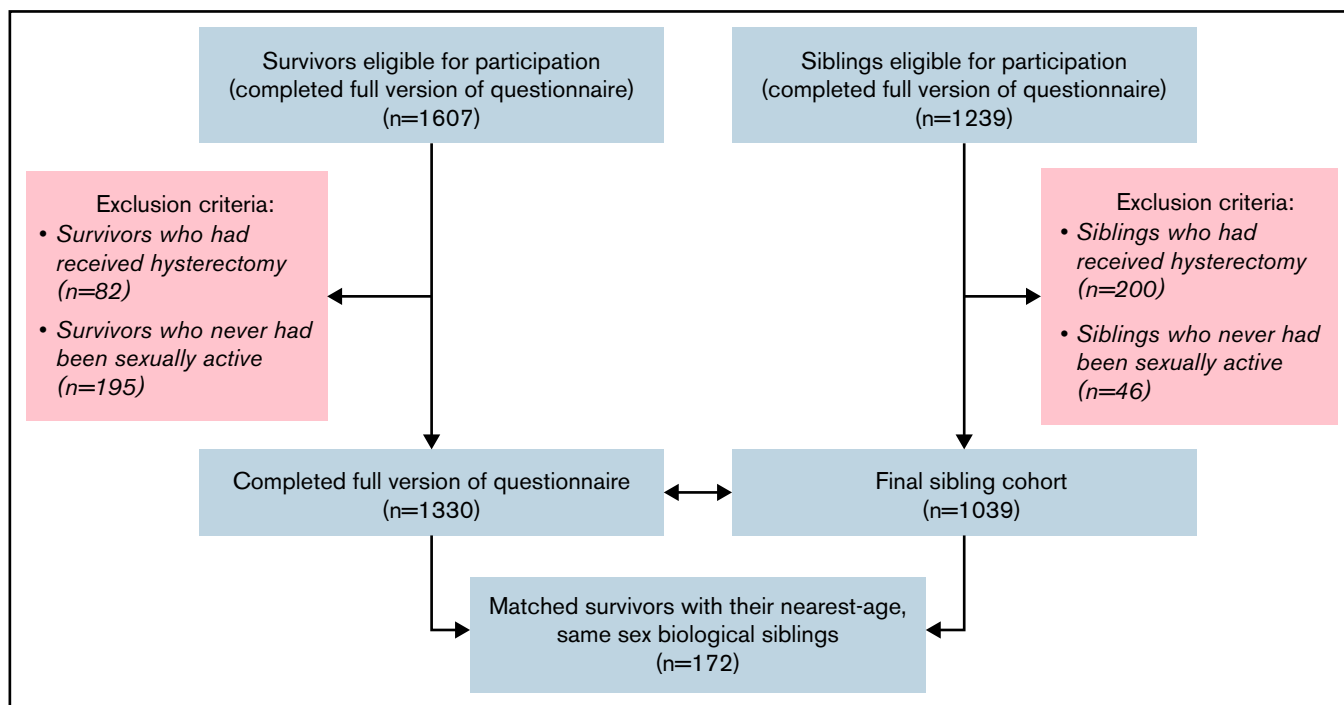 Survivors eligible for participation
(completed full version of questionnaire)
(n=1607)
Siblings eligible for participation
(completed full version of questionnaire)
(n=1239)
Exclusion criteria:
• Survivors who had
received hysterectomy
(n=82)
• Survivors who never had
been sexually active
(n=195)
Exclusion criteria:
• Siblings who had
received hysterectomy
(n=200)
• Siblings who never had
been sexually active
(n=46)
Completed full version of questionnaire
(n=1330)
Final sibling cohort
(n=1039)
Matched survivors with their nearest-age,
same sex biological siblings
(n=172)